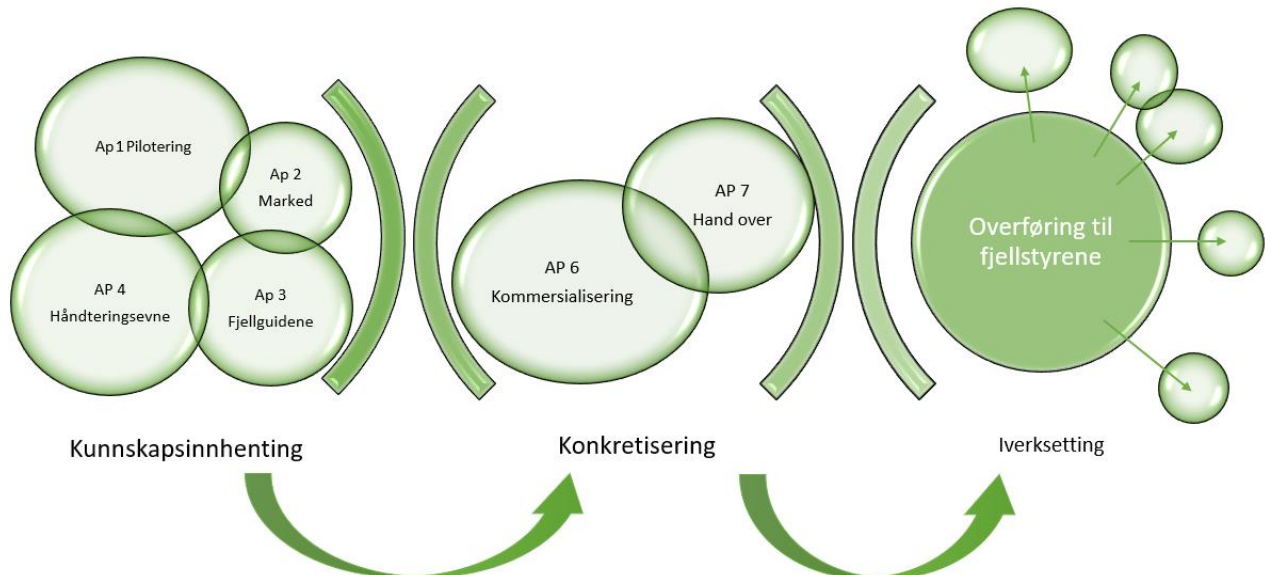 Ap 1 Pilotering
Ap 2
Marked
AP 4
Håndteringsevne
Ap 3
Fjellguidene
AP 6
Kommersialisering
AP 7
Hand over
Overføring til
fjellstyrene
Kunnskapsinnhenting
Konkretisering
Iverksetting